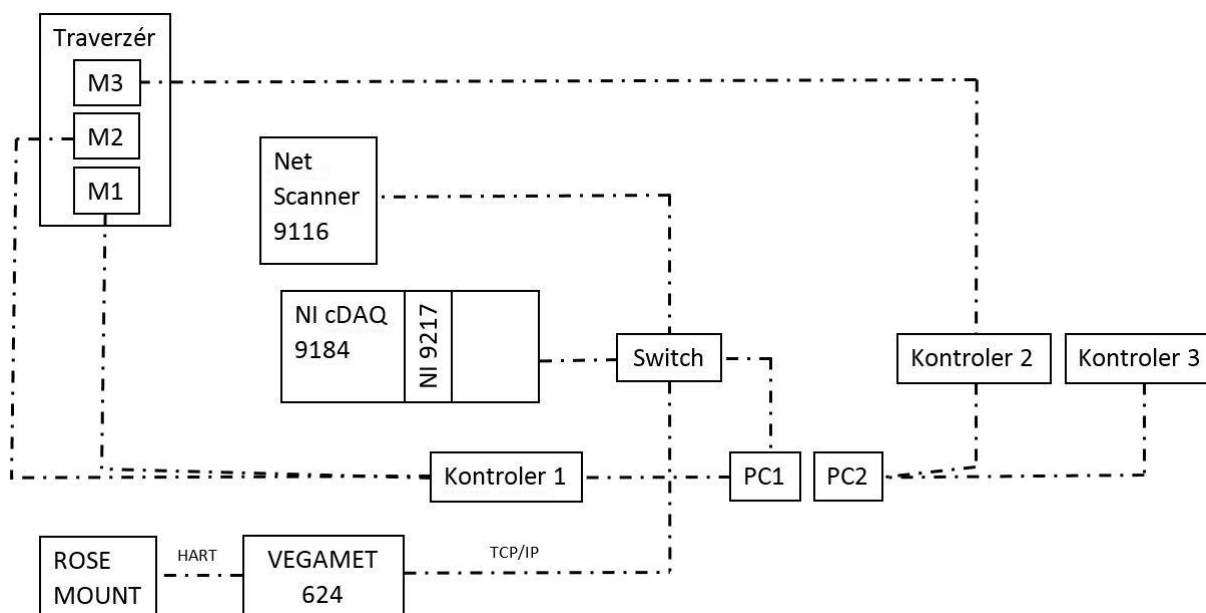 Traverzér
M3
M2
M1
Net
Scanner
9116
NI cDAQ
9184
NI 9217
Switch
Kontroler 2
Kontroler 3
Kontroler 1
PC1
PC2
ROSE
MOUNT
HART
VEGAMET
624
TCP/IP